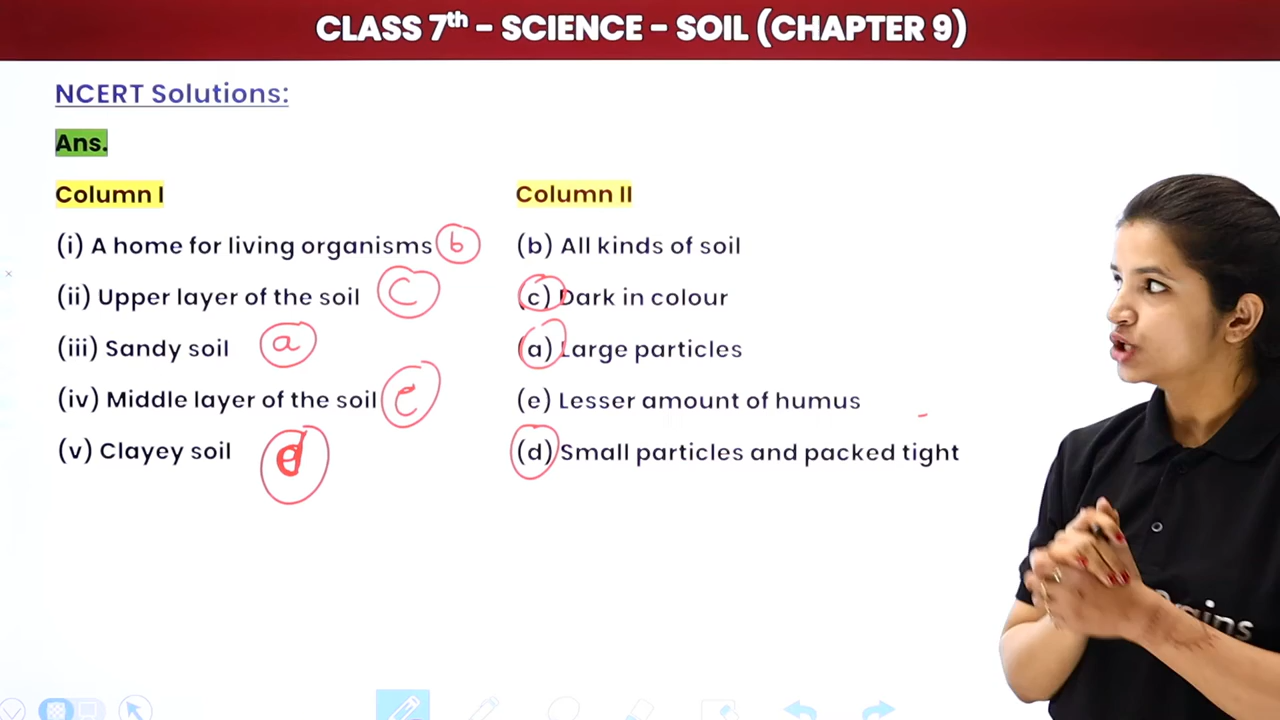 CLASS 7th - SCIENCE - SOIL (CHAPTER 9)
NCERT Solutions:
Ans.
Column I Column II
(i) A home for living organisms b (b) All kinds of soil
(ii) Upper layer of the soil C (c) Dark in colour
(iii) Sandy soil a (a) Large particles
(iv) Middle layer of the soil e (e) Lesser amount of humus
(v) Clayey soil d (d) Small particles and packed tight